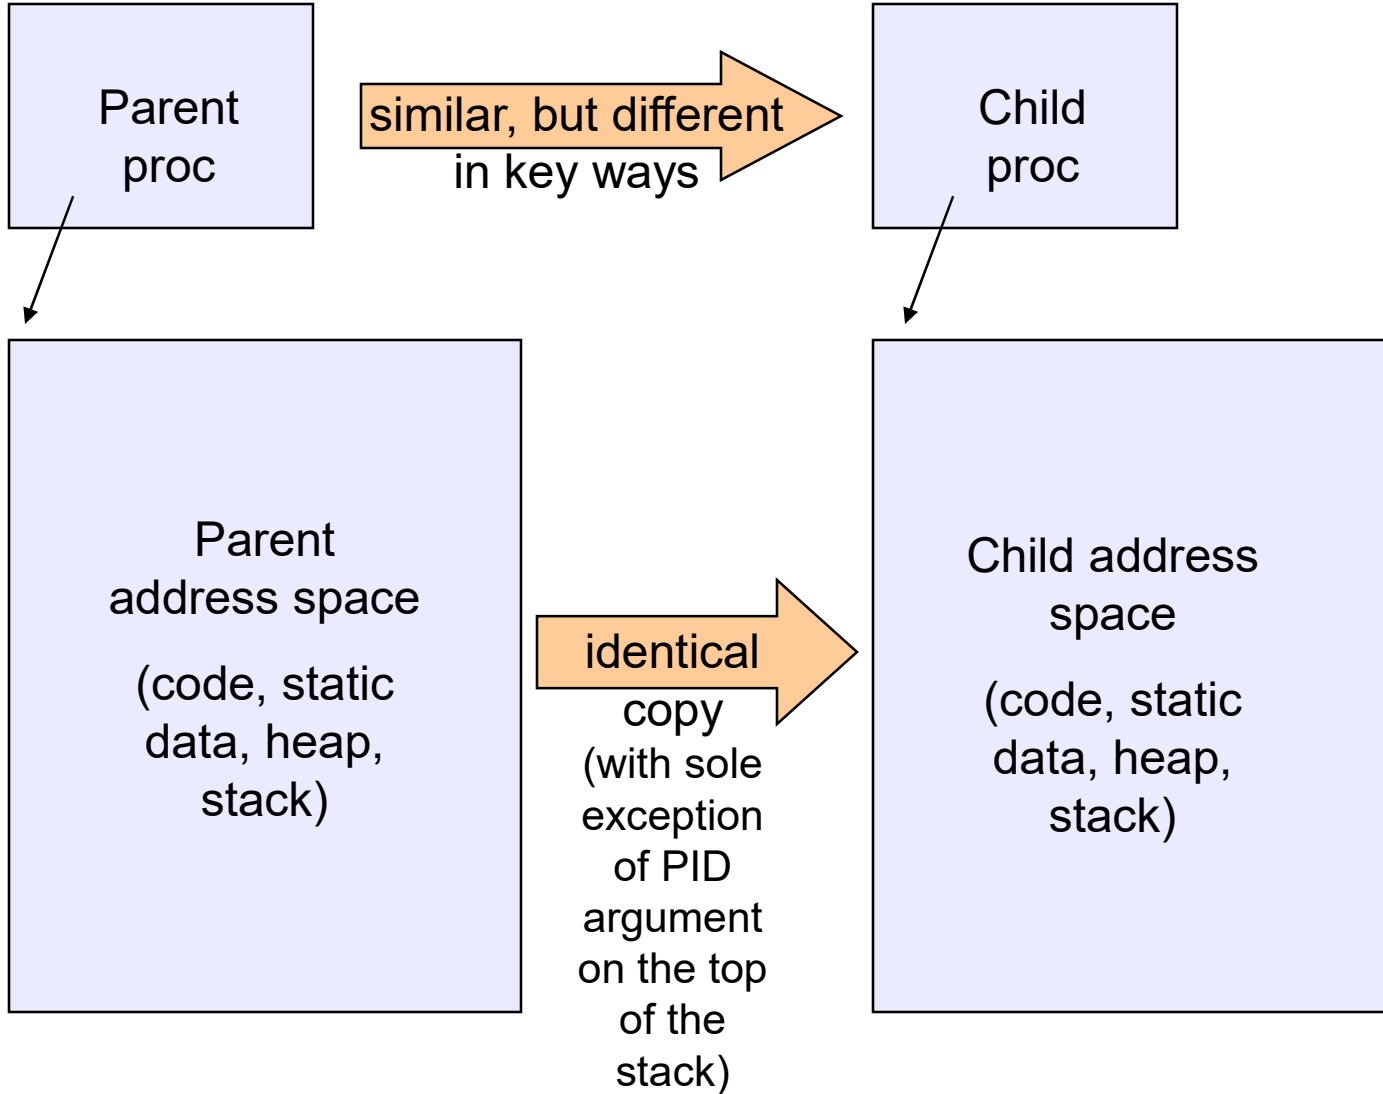 Parent
proc
similar, but different
in key ways
Child
proc
Parent
address space
(code, static
data, heap,
stack)
identical
copy
(with sole
exception
of PID
argument
on the top
of the
stack)
Child address
space
(code, static
data, heap,
stack)